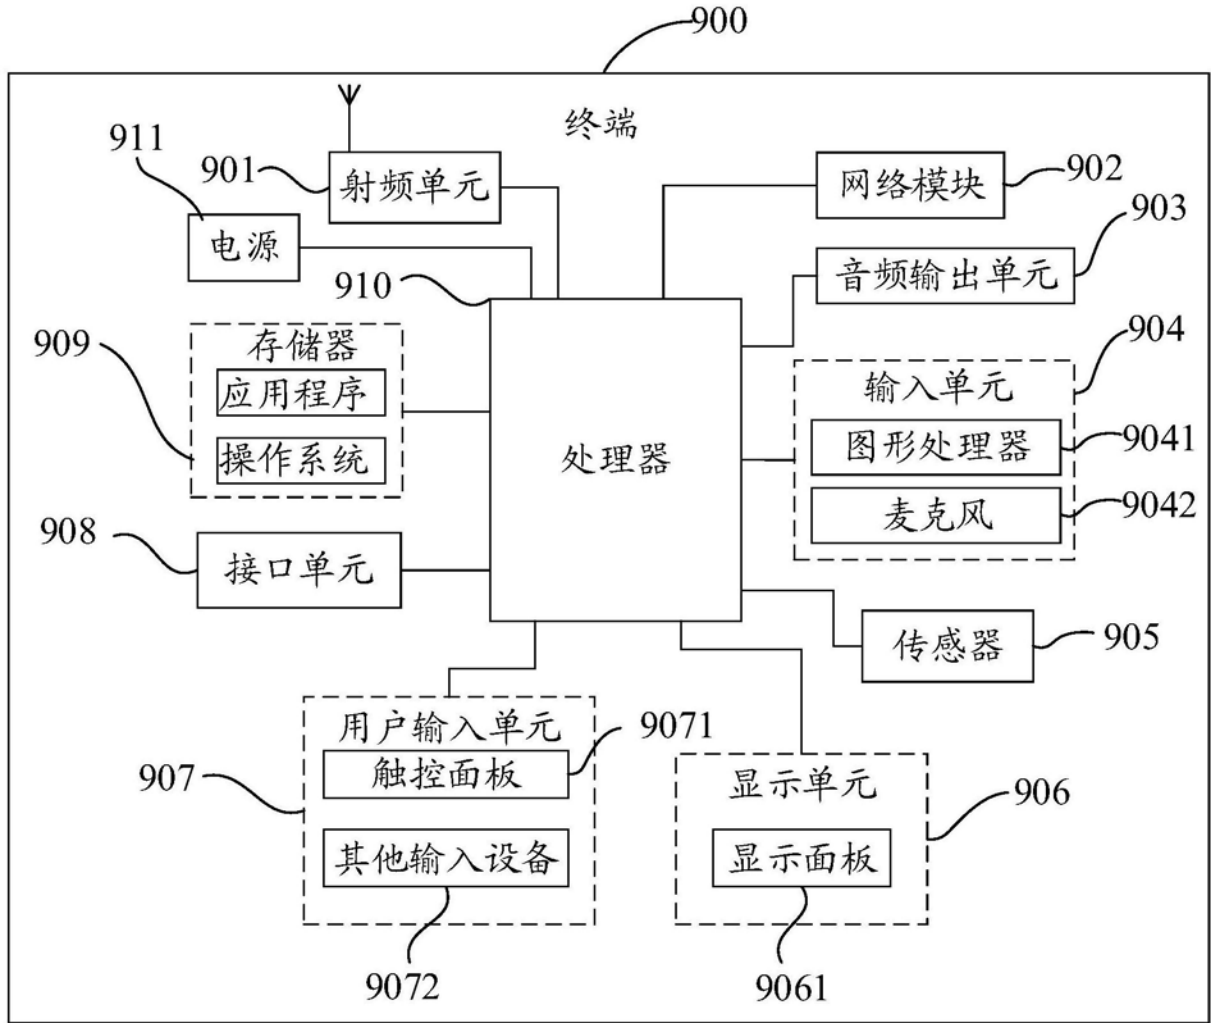 900
终端
911
901
射频单元
网络模块
902
903
电源
910
音频输出单元
909
存储器
应用程序
操作系统
904
输入单元
图形处理器
9041
麦克风
9042
处理器
908
接口单元
传感器
905
用户输入单元
9071
907
触控面板
其他输入设备
9072
显示单元
906
显示面板
9061